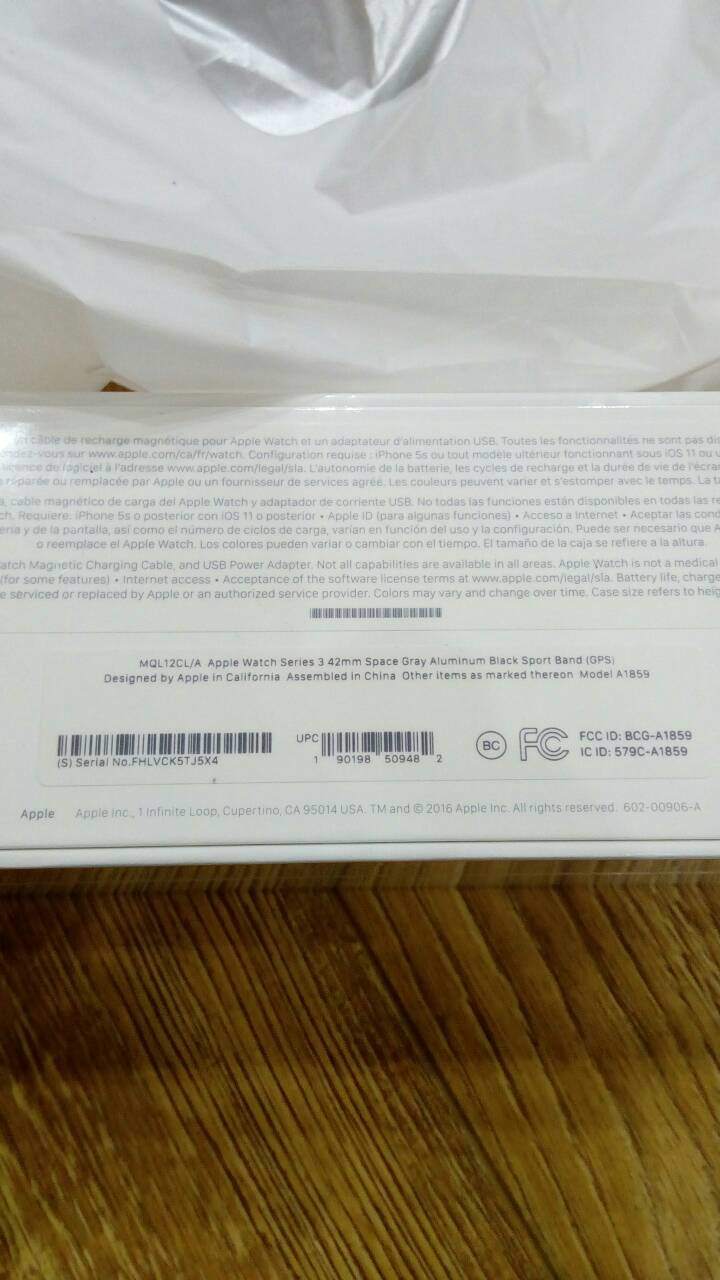 câble de recharge magnétique pour Apple Watch et un adaptateur d'alimentation USB. Toutes les fonctionnalités ne sont pas
sur www.apple.com/ca/fr/watch. Configuration requise : iPhone 5s ou tout modèle ultérieur fonctionnant sous iOS 11 ou
licence de logiciel à l'adresse www.apple.com/legal/sla. L'autonomie de la batterie, les cycles de recharge et la durée de vie de
réparée ou remplacée par Apple ou un fournisseur de services agréé. Les couleurs peuvent varier et s'estomper avec le temps. La
cable magnético de carga del Apple Watch y adaptador de corriente USB. No todas las funciones están disponibles en todas las
Requiere: iPhone 5s o posterior con iOS 11 o posterior • Apple ID (para algunas funciones) • Acceso a Internet • Aceptar las
y de la pantalla, así como el número de ciclos de carga, varían en función del uso y la configuración. Puede ser necesario que
o reemplace el Apple Watch. Los colores pueden variar o cambiar con el tiempo. El tamaño de la caja se refiere a la altura.
Magnetic Charging Cable, and USB Power Adapter. Not all capabilities are available in all areas. Apple Watch is not a medical
(for some features) • Internet access • Acceptance of the software license terms at www.apple.com/legal/sla. Battery life,
serviced or replaced by Apple or an authorized service provider. Colors may vary and change over time. Case size refers to
MQL12CL/A Apple Watch Series 3 42mm Space Gray Aluminum Black Sport Band (GPS)
Designed by Apple in California Assembled in China Other items as marked thereon Model A1859
(S) Serial No.FHLVCK5TJ5X4
UPC
1 90198 50948 2
BC
FC
FCC ID: BCG-A1859
IC ID: 579C-A1859
Apple Apple Inc., 1 Infinite Loop, Cupertino, CA 95014 USA. TM and © 2016 Apple Inc. All rights reserved. 602-00906-A